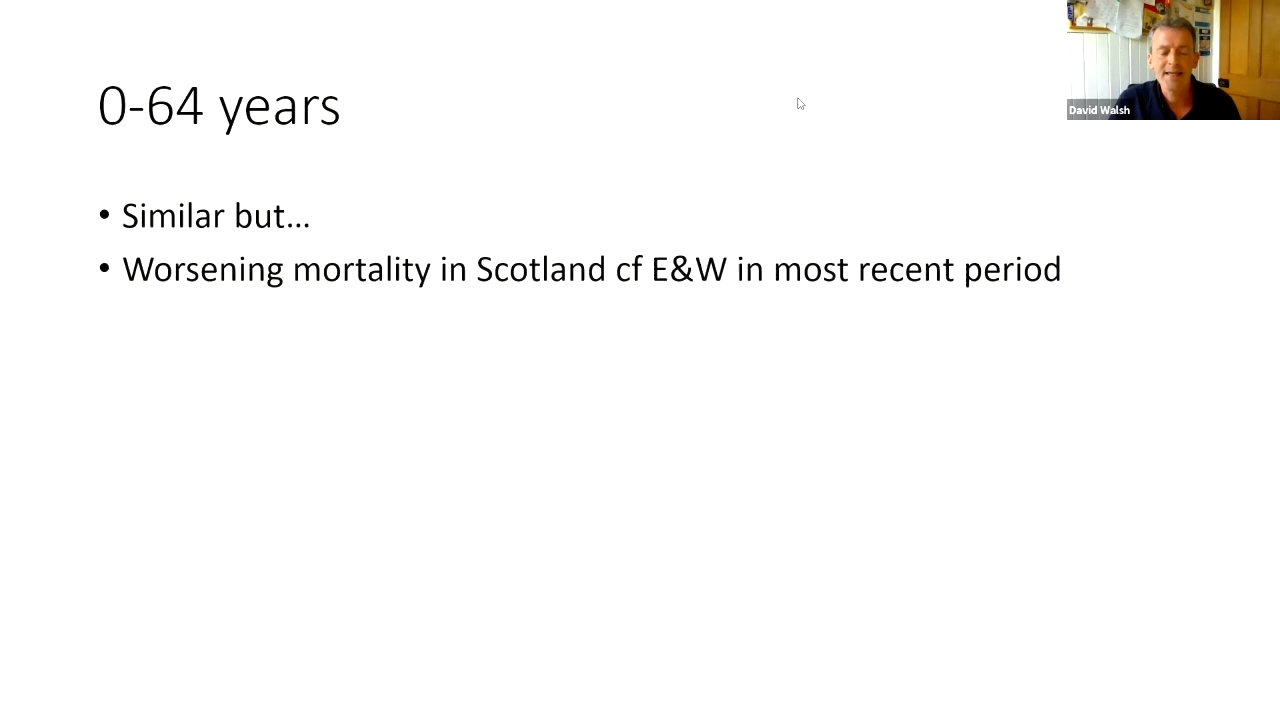 0-64 years
• Similar but…
• Worsening mortality in Scotland cf E&W in most recent period
David Walsh